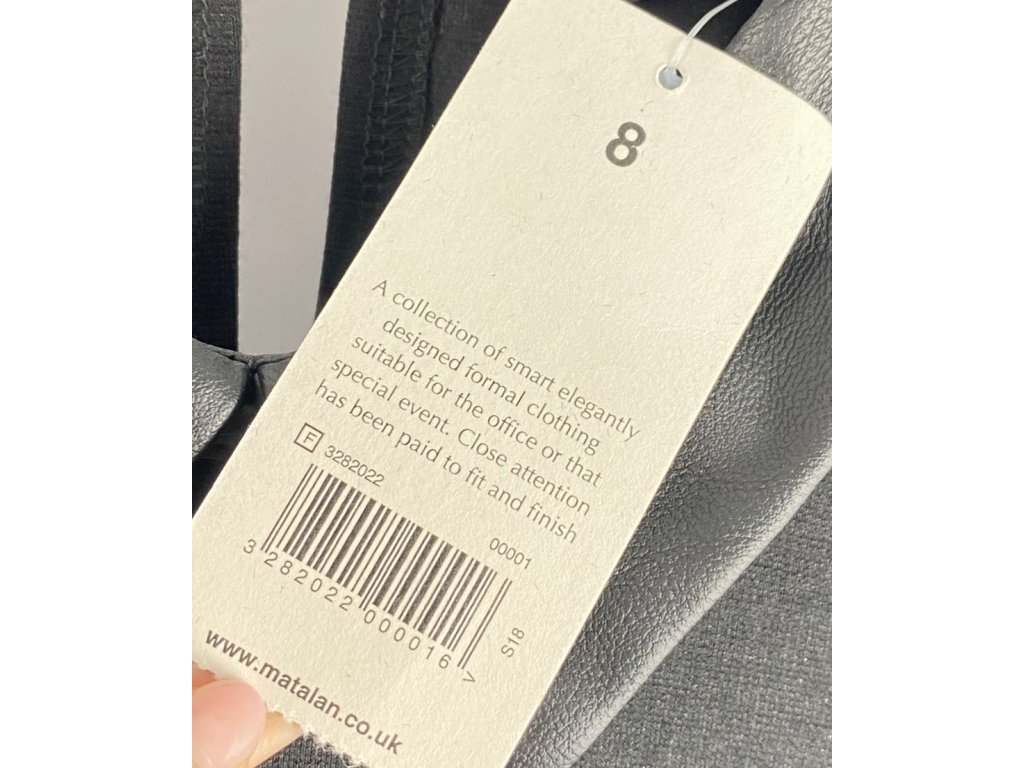 8
A collection of smart elegantly
designed formal clothing
suitable for the office or that
special event. Close attention
has been paid to fit and finish
F 3282022
00001
3 282022 000016 >
S18
www.matalan.co.uk